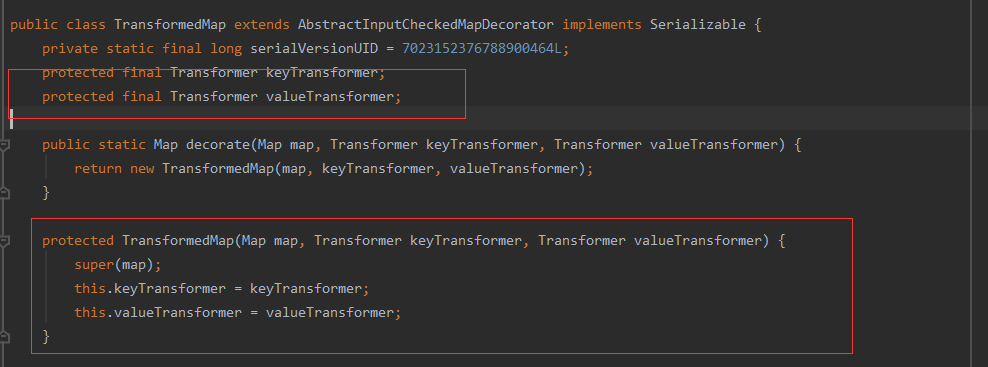 public class TransformedMap extends AbstractInputCheckedMapDecorator implements Serializable {
private static final long serialVersionUID = 7023152376788900464L;
protected final Transformer keyTransformer;
protected final Transformer valueTransformer;
public static Map decorate(Map map, Transformer keyTransformer, Transformer valueTransformer) {
return new TransformedMap(map, keyTransformer, valueTransformer);
}
protected TransformedMap(Map map, Transformer keyTransformer, Transformer valueTransformer) {
super(map);
this.keyTransformer = keyTransformer;
this.valueTransformer = valueTransformer;
}